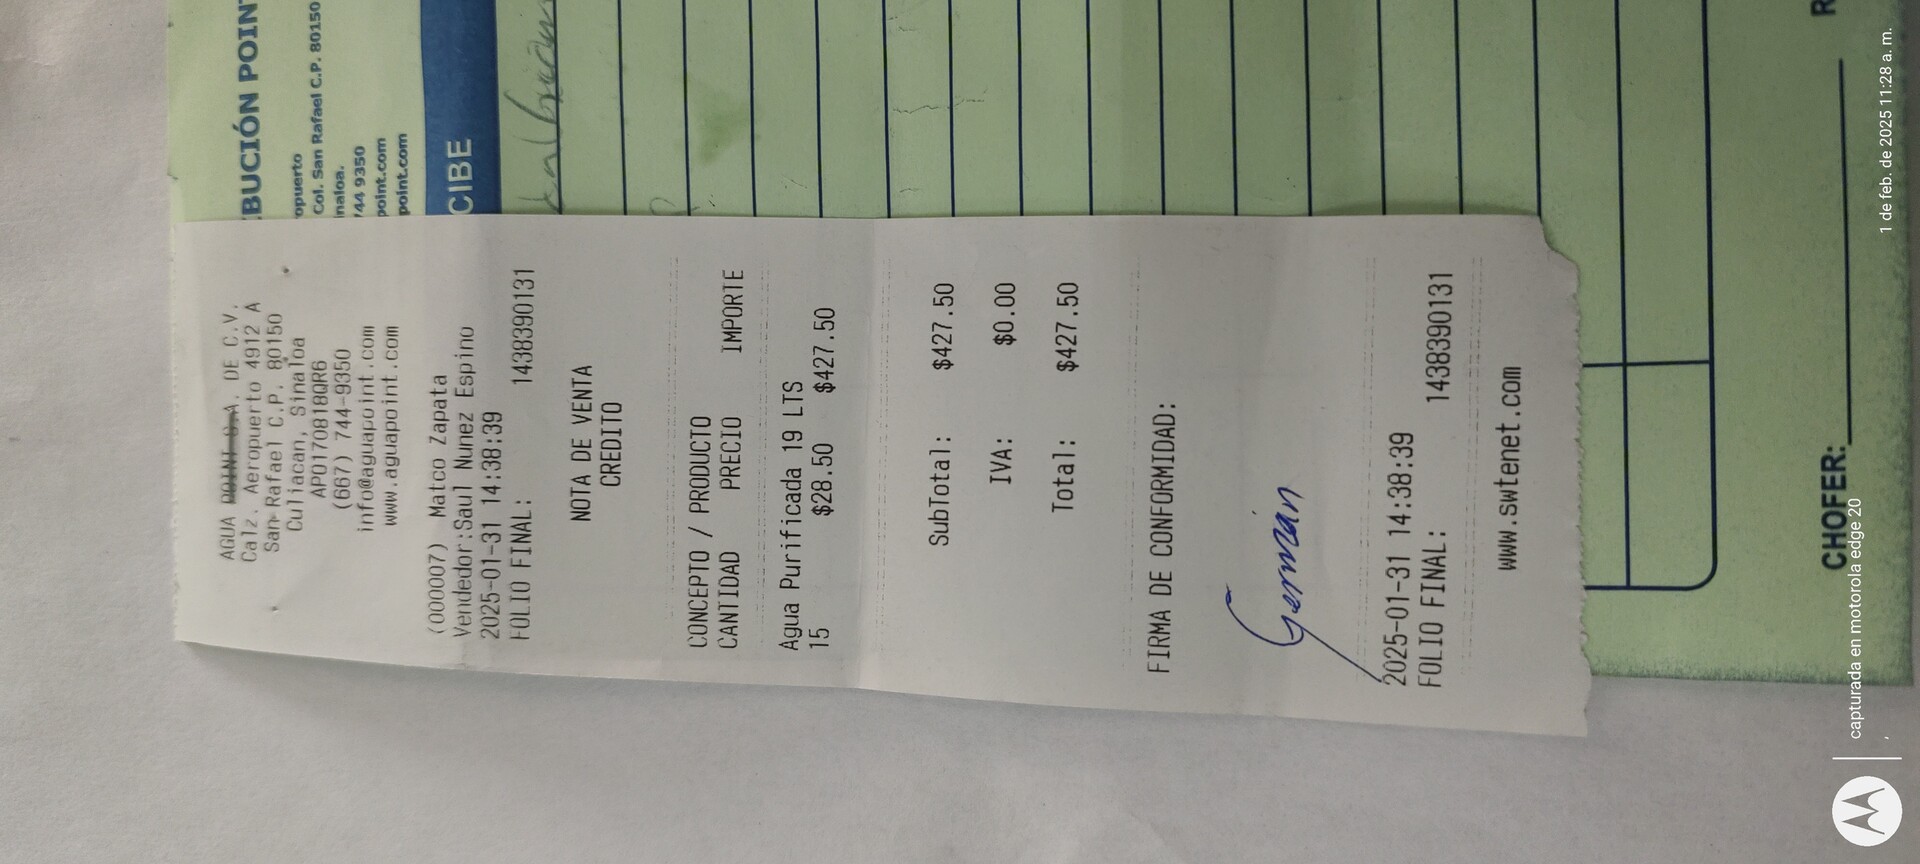 BUCIÓN POIN
opuerto
Col. San Rafael C.P. 80150
naloa.
744 9350
point.com
point.com
CIBE
AGUA POINT S.A. DE C.V.
Calz. Aeropuerto 4912 A
San Rafael C.P. 80150
Culiacan, Sinaloa
APO170818QR6
(667) 744-9350
info@aguapoint.com
www.aguapoint.com
(000007) Matco Zapata
Vendedor:Saul Nunez Espino
2025-01-31 14:38:39
FOLIO FINAL: 1438390131
NOTA DE VENTA
CREDITO
CONCEPTO / PRODUCTO
CANTIDAD PRECIO IMPORTE
Agua Purificada 19 LTS
15 $28.50 $427.50
SubTotal: $427.50
IVA: $0.00
Total: $427.50
FIRMA DE CONFORMIDAD:
German
2025-01-31 14:38:39
FOLIO FINAL: 1438390131
www.swtenet.com
CHOFER:
R
capturada en motorola edge 20
1 de feb. de 2025 11:28 a. m.